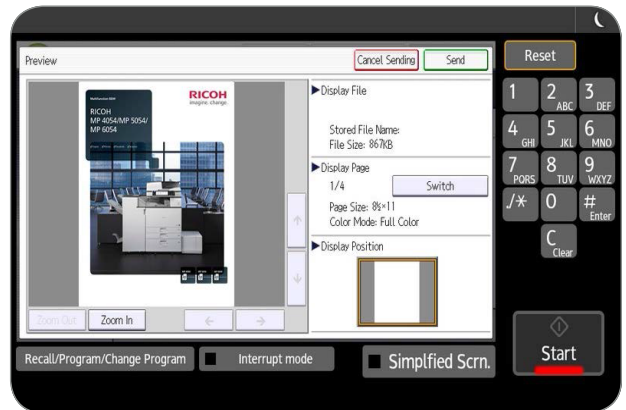 Preview
Cancel Sending
Send
RICOH
imagine. change.
RICOH
MP 4054/MP 5054/
MP 6054
Zoom Out
Zoom In
←
→
↑
↓
▶Display File
Stored File Name:
File Size: 867KB
▶Display Page
1/4
Switch
Page Size: 8½×11
Color Mode: Full Color
▶Display Position
Reset
1
2 ABC
3 DEF
4 GHI
5 JKL
6 MNO
7 PQRS
8 TUV
9 WXYZ
./*
0
# Enter
C Clear
Start
Recall/Program/Change Program
Interrupt mode
Simplfied Scrn.